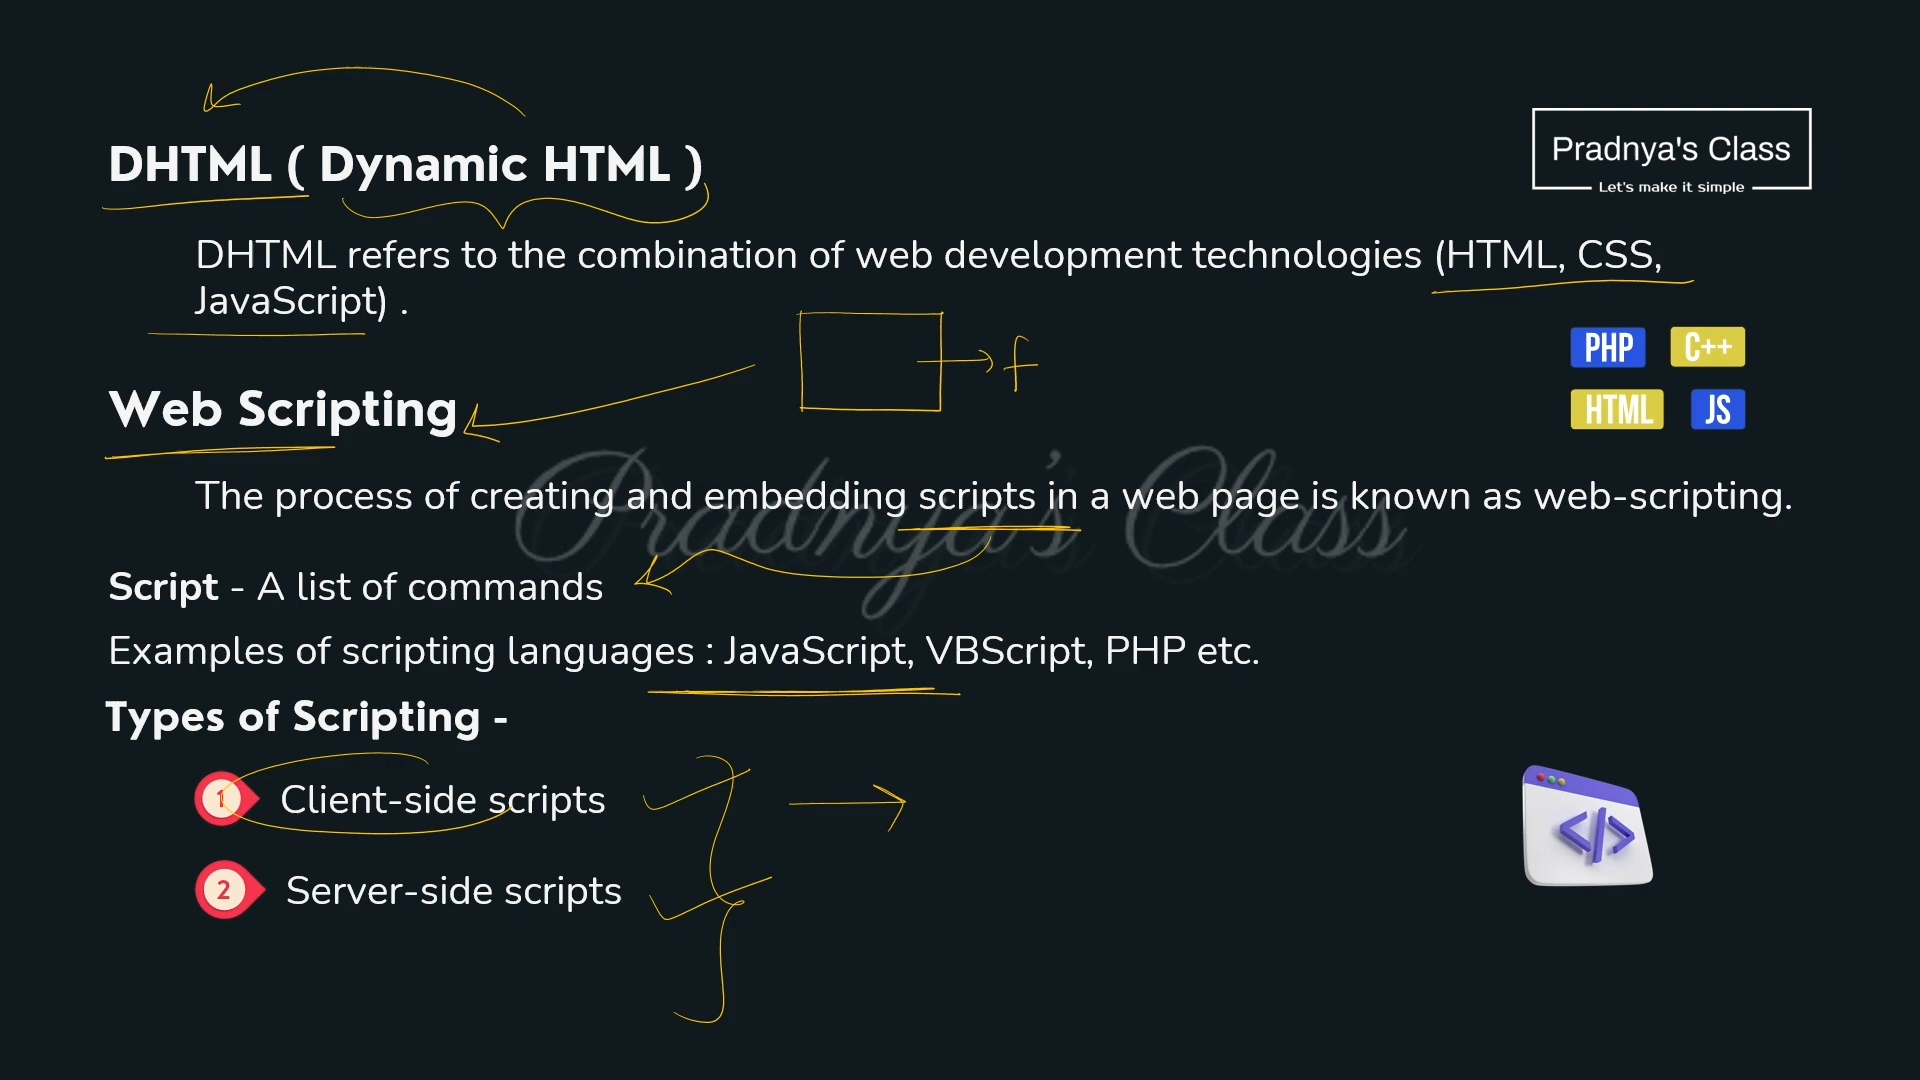 DHTML ( Dynamic HTML )
Pradnya's Class
Let's make it simple
DHTML refers to the combination of web development technologies (HTML, CSS,
JavaScript) .
f
PHP C++
HTML JS
Web Scripting
The process of creating and embedding scripts in a web page is known as web-scripting.
Pradnya's Class
Script - A list of commands
Examples of scripting languages : JavaScript, VBScript, PHP etc.
Types of Scripting -
1 Client-side scripts
2 Server-side scripts
</>